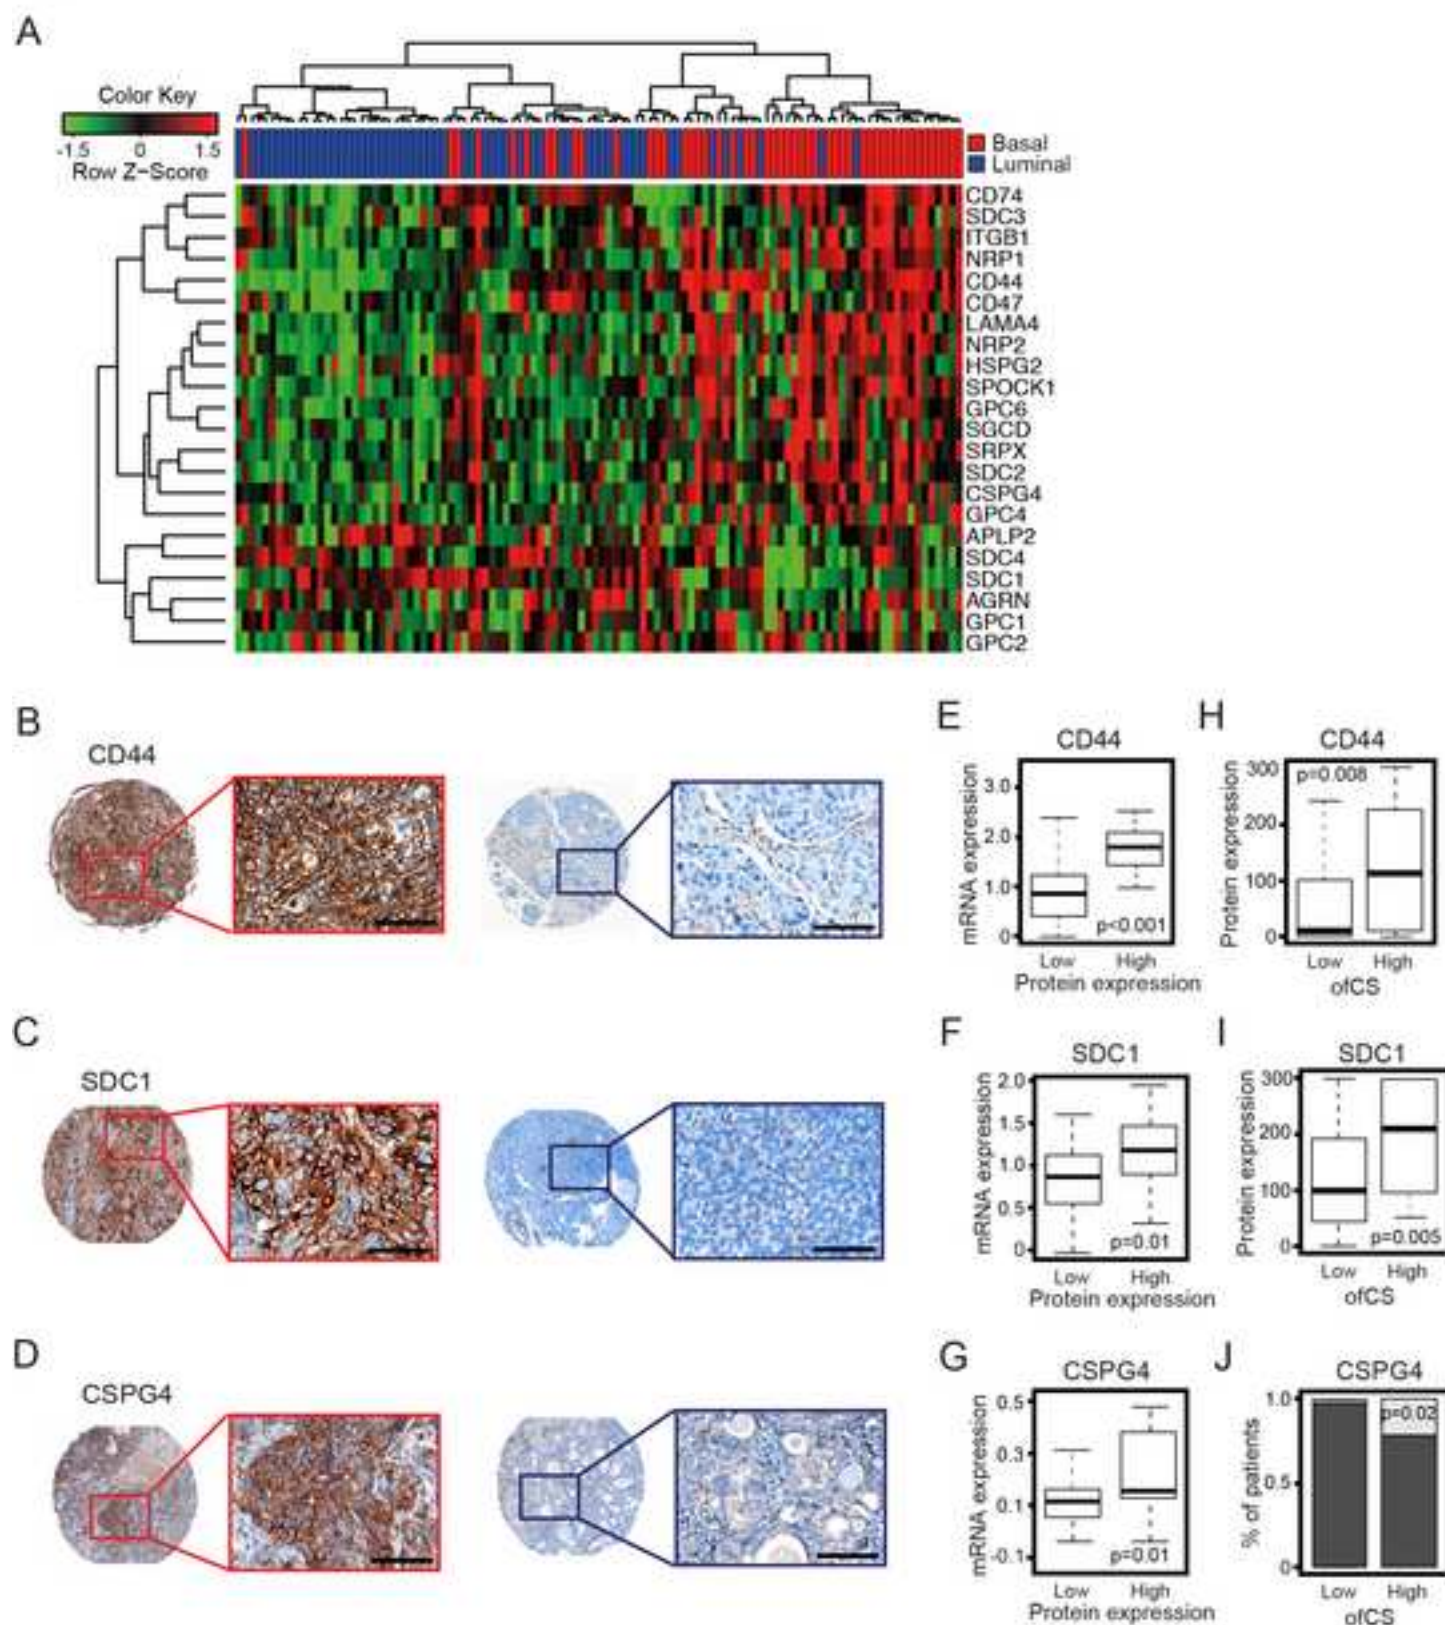 A
Color Key
-1.5 0 1.5
Row Z-Score
Basal
Luminal
CD74
SDC3
ITGB1
NRP1
CD44
CD47
LAMA4
NRP2
HSPG2
SPOCK1
GPC6
SGCD
SRPX
SDC2
CSPG4
GPC4
APLP2
SDC4
SDC1
AGRN
GPC1
GPC2
B
CD44
C
SDC1
D
CSPG4
E
CD44
mRNA expression
3.0
2.0
1.0
0
p<0.001
Low High
Protein expression
H
CD44
Protein expression
300
200
100
0
p=0.008
Low High
ofCS
F
SDC1
mRNA expression
2.0
1.5
1.0
0.5
0
p=0.01
Low High
Protein expression
I
SDC1
Protein expression
300
200
100
0
p=0.005
Low High
ofCS
G
CSPG4
mRNA expression
0.5
0.3
0.1
-0.1
p=0.01
Low High
Protein expression
J
CSPG4
% of patients
1.0
0.5
0
p=0.02
Low High
ofCS